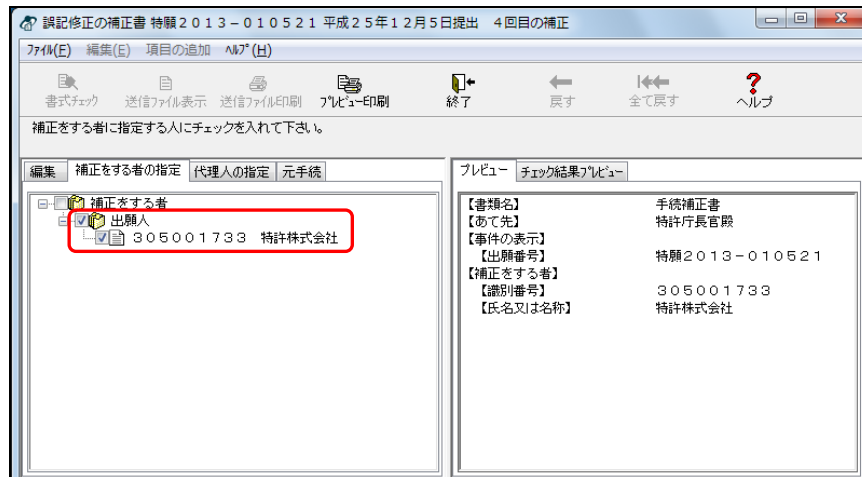 誤記修正の補正書 特願２０１３－０１０５２１ 平成２５年１２月５日提出　４回目の補正
ﾌｧｲﾙ(F) 編集(E) 項目の追加 ﾍﾙﾌﾟ(H)
書式ﾁｪｯｸ 送信ﾌｧｲﾙ表示 送信ﾌｧｲﾙ印刷 ﾌﾟﾚﾋﾞｭｰ印刷 終了 戻す 全て戻す ヘルプ
補正をする者に指定する人にチェックを入れて下さい。
編集 補正をする者の指定 代理人の指定 元手続
補正をする者
出願人
３０５００１７３３　特許株式会社
プレビュー ﾁｪｯｸ結果ﾌﾟﾚﾋﾞｭｰ
【書類名】 手続補正書
【あて先】 特許庁長官殿
【事件の表示】
【出願番号】 特願２０１３－０１０５２１
【補正をする者】
【識別番号】 ３０５００１７３３
【氏名又は名称】 特許株式会社